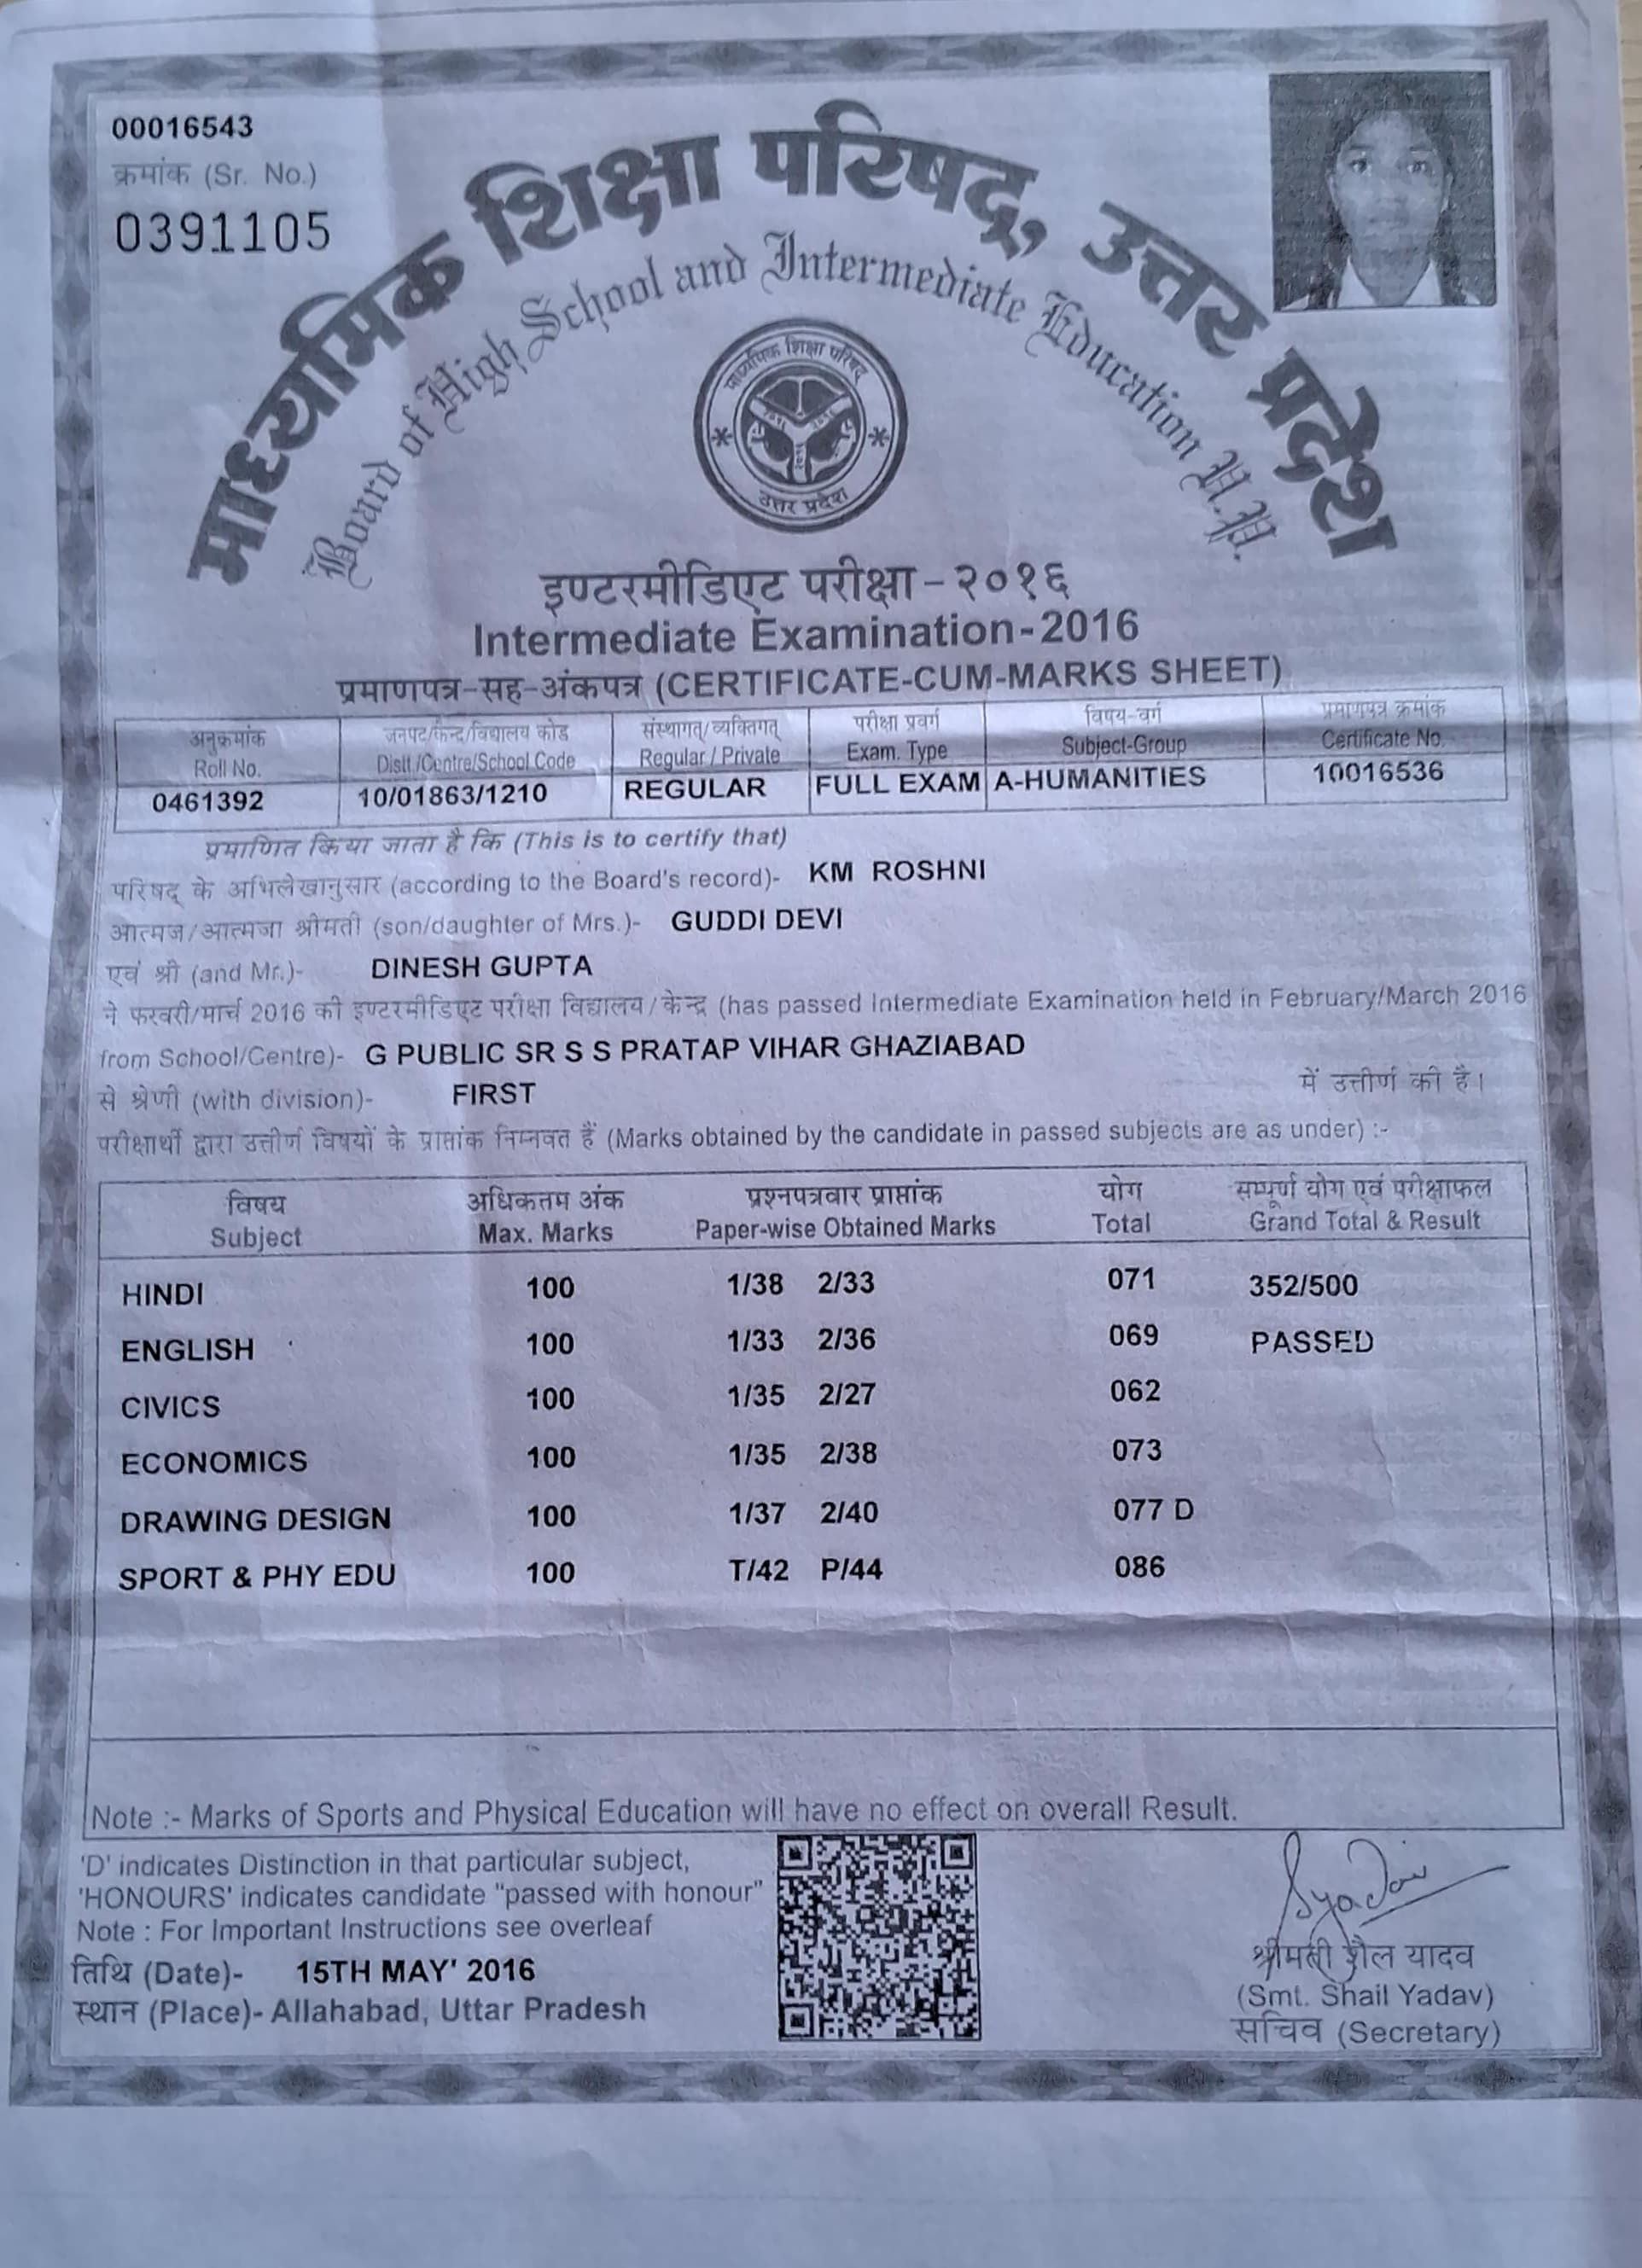 00016543
क्रमांक (Sr. No.)
0391105
माध्यमिक शिक्षा परिषद्, उत्तर प्रदेश
Board of High School and Intermediate Education U.P.
माध्यमिक शिक्षा परिषद्
उत्तर प्रदेश
इण्टरमीडिएट परीक्षा-२०१६
Intermediate Examination-2016
प्रमाणपत्र-सह-अंकपत्र (CERTIFICATE-CUM-MARKS SHEET)
अनुक्रमांक जनपद/केन्द्र/विद्यालय कोड संस्थागत्/व्यक्तिगत् परीक्षा प्रवर्ग विषय-वर्ग प्रमाणपत्र क्रमांक
Roll No. Distt./Centre/School Code Regular / Private Exam. Type Subject-Group Certificate No.
0461392 10/01863/1210 REGULAR FULL EXAM A-HUMANITIES 10016536
प्रमाणित किया जाता है कि (This is to certify that)
परिषद् के अभिलेखानुसार (according to the Board's record)- KM ROSHNI
आत्मज/आत्मजा श्रीमती (son/daughter of Mrs.)- GUDDI DEVI
एवं श्री (and Mr.)- DINESH GUPTA
ने फरवरी/मार्च 2016 की इण्टरमीडिएट परीक्षा विद्यालय/केन्द्र (has passed Intermediate Examination held in February/March 2016
from School/Centre)- G PUBLIC SR S S PRATAP VIHAR GHAZIABAD
से श्रेणी (with division)- FIRST में उत्तीर्ण की है।
परीक्षार्थी द्वारा उत्तीर्ण विषयों के प्राप्तांक निम्नवत हैं (Marks obtained by the candidate in passed subjects are as under) :-
विषय अधिकतम अंक प्रश्नपत्रवार प्राप्तांक योग सम्पूर्ण योग एवं परीक्षाफल
Subject Max. Marks Paper-wise Obtained Marks Total Grand Total & Result
HINDI 100 1/38 2/33 071 352/500
ENGLISH 100 1/33 2/36 069 PASSED
CIVICS 100 1/35 2/27 062
ECONOMICS 100 1/35 2/38 073
DRAWING DESIGN 100 1/37 2/40 077 D
SPORT & PHY EDU 100 T/42 P/44 086
Note :- Marks of Sports and Physical Education will have no effect on overall Result.
'D' indicates Distinction in that particular subject,
'HONOURS' indicates candidate "passed with honour"
Note : For Important Instructions see overleaf
तिथि (Date)- 15TH MAY' 2016
स्थान (Place)- Allahabad, Uttar Pradesh
Syadav
श्रीमती शैल यादव
(Smt. Shail Yadav)
सचिव (Secretary)